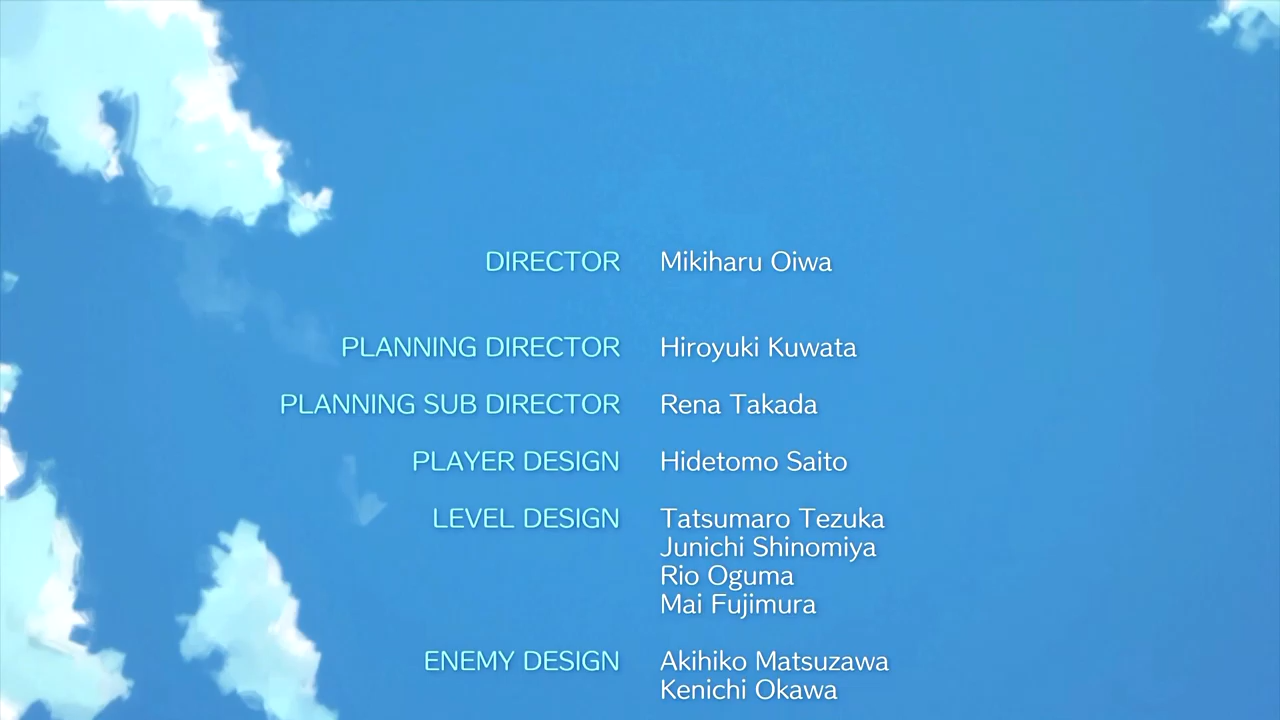 DIRECTOR Mikiharu Oiwa
PLANNING DIRECTOR Hiroyuki Kuwata
PLANNING SUB DIRECTOR Rena Takada
PLAYER DESIGN Hidetomo Saito
LEVEL DESIGN Tatsumaro Tezuka
Junichi Shinomiya
Rio Oguma
Mai Fujimura
ENEMY DESIGN Akihiko Matsuzawa
Kenichi Okawa